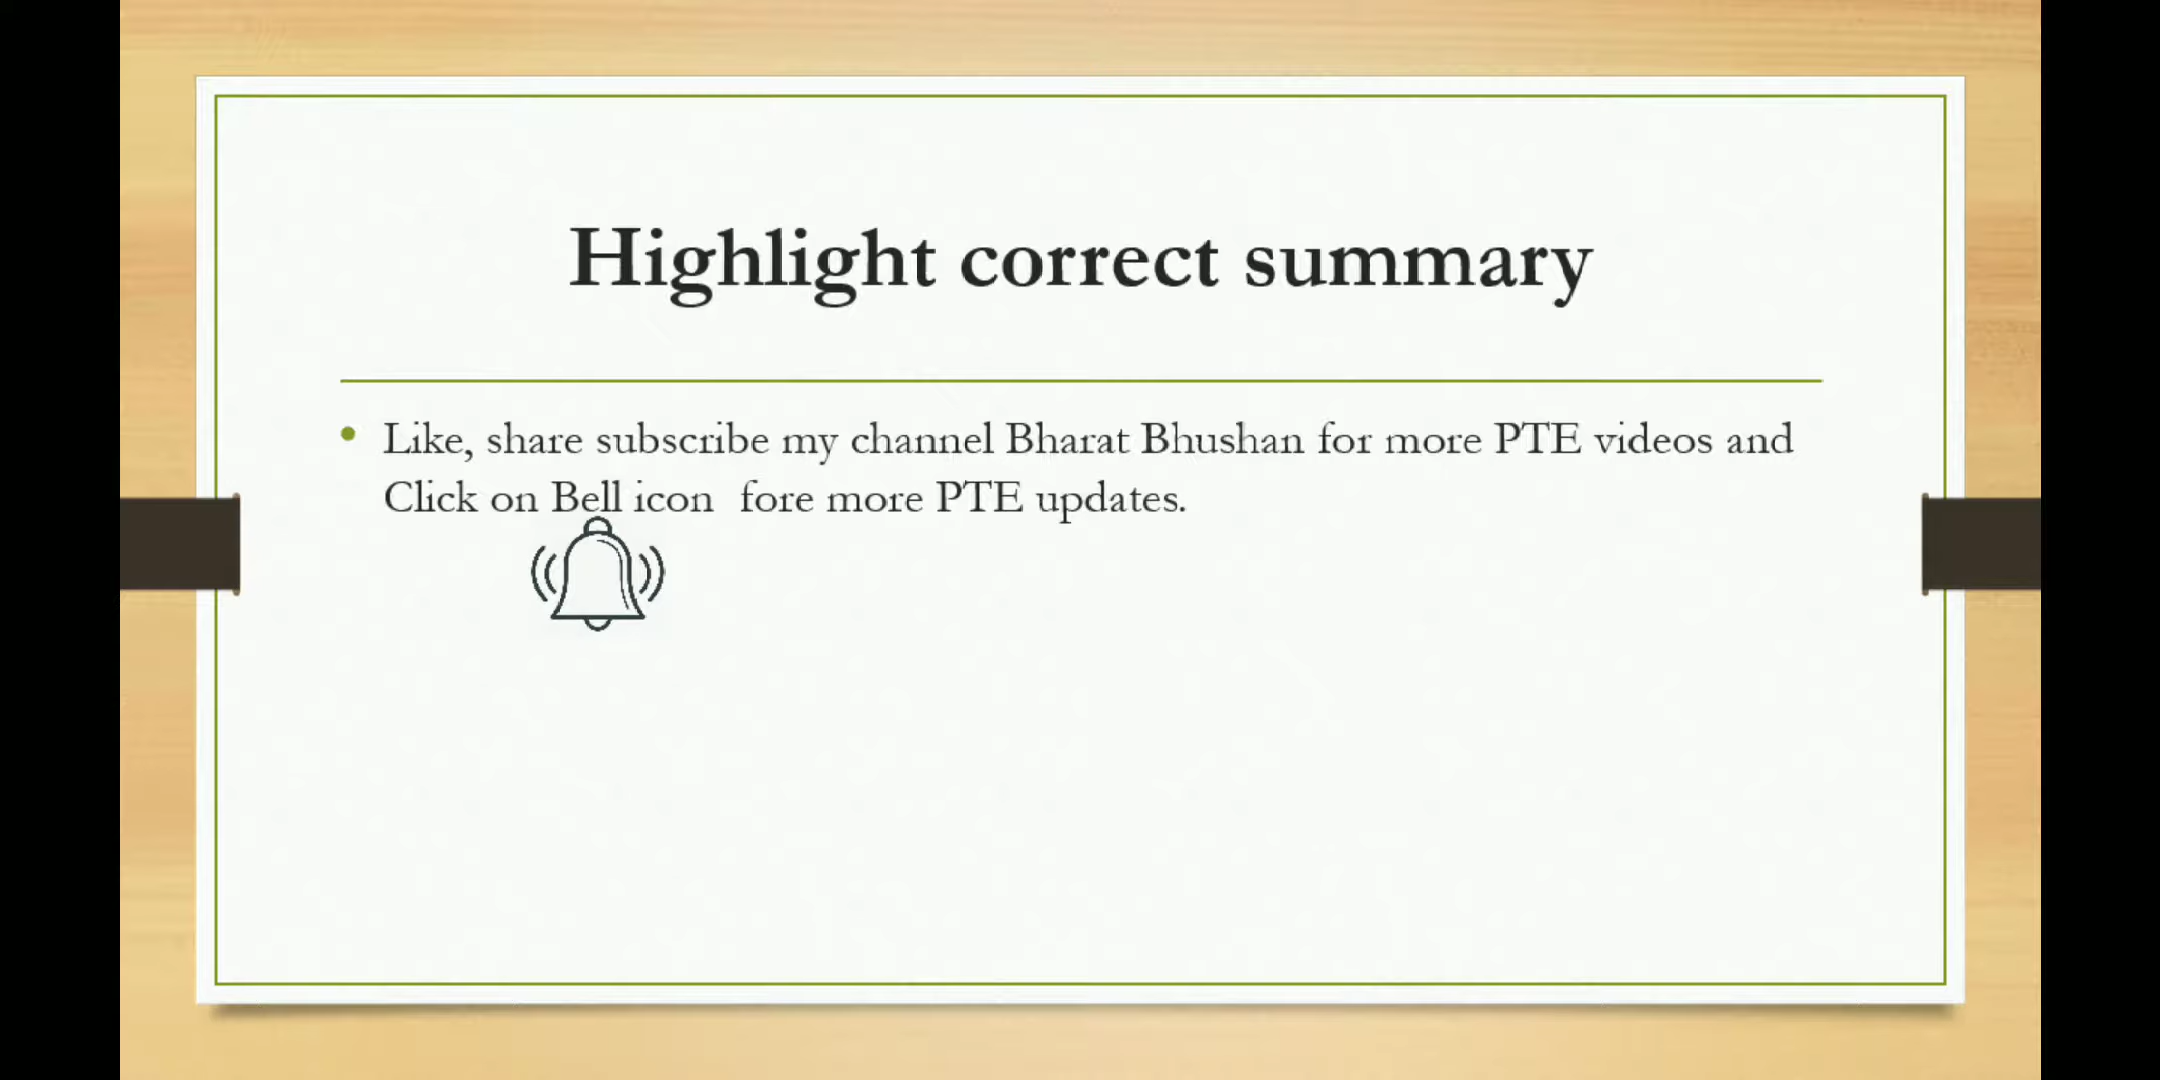 Highlight correct summary
Like, share subscribe my channel Bharat Bhushan for more PTE videos and
Click on Bell icon  fore more PTE updates.